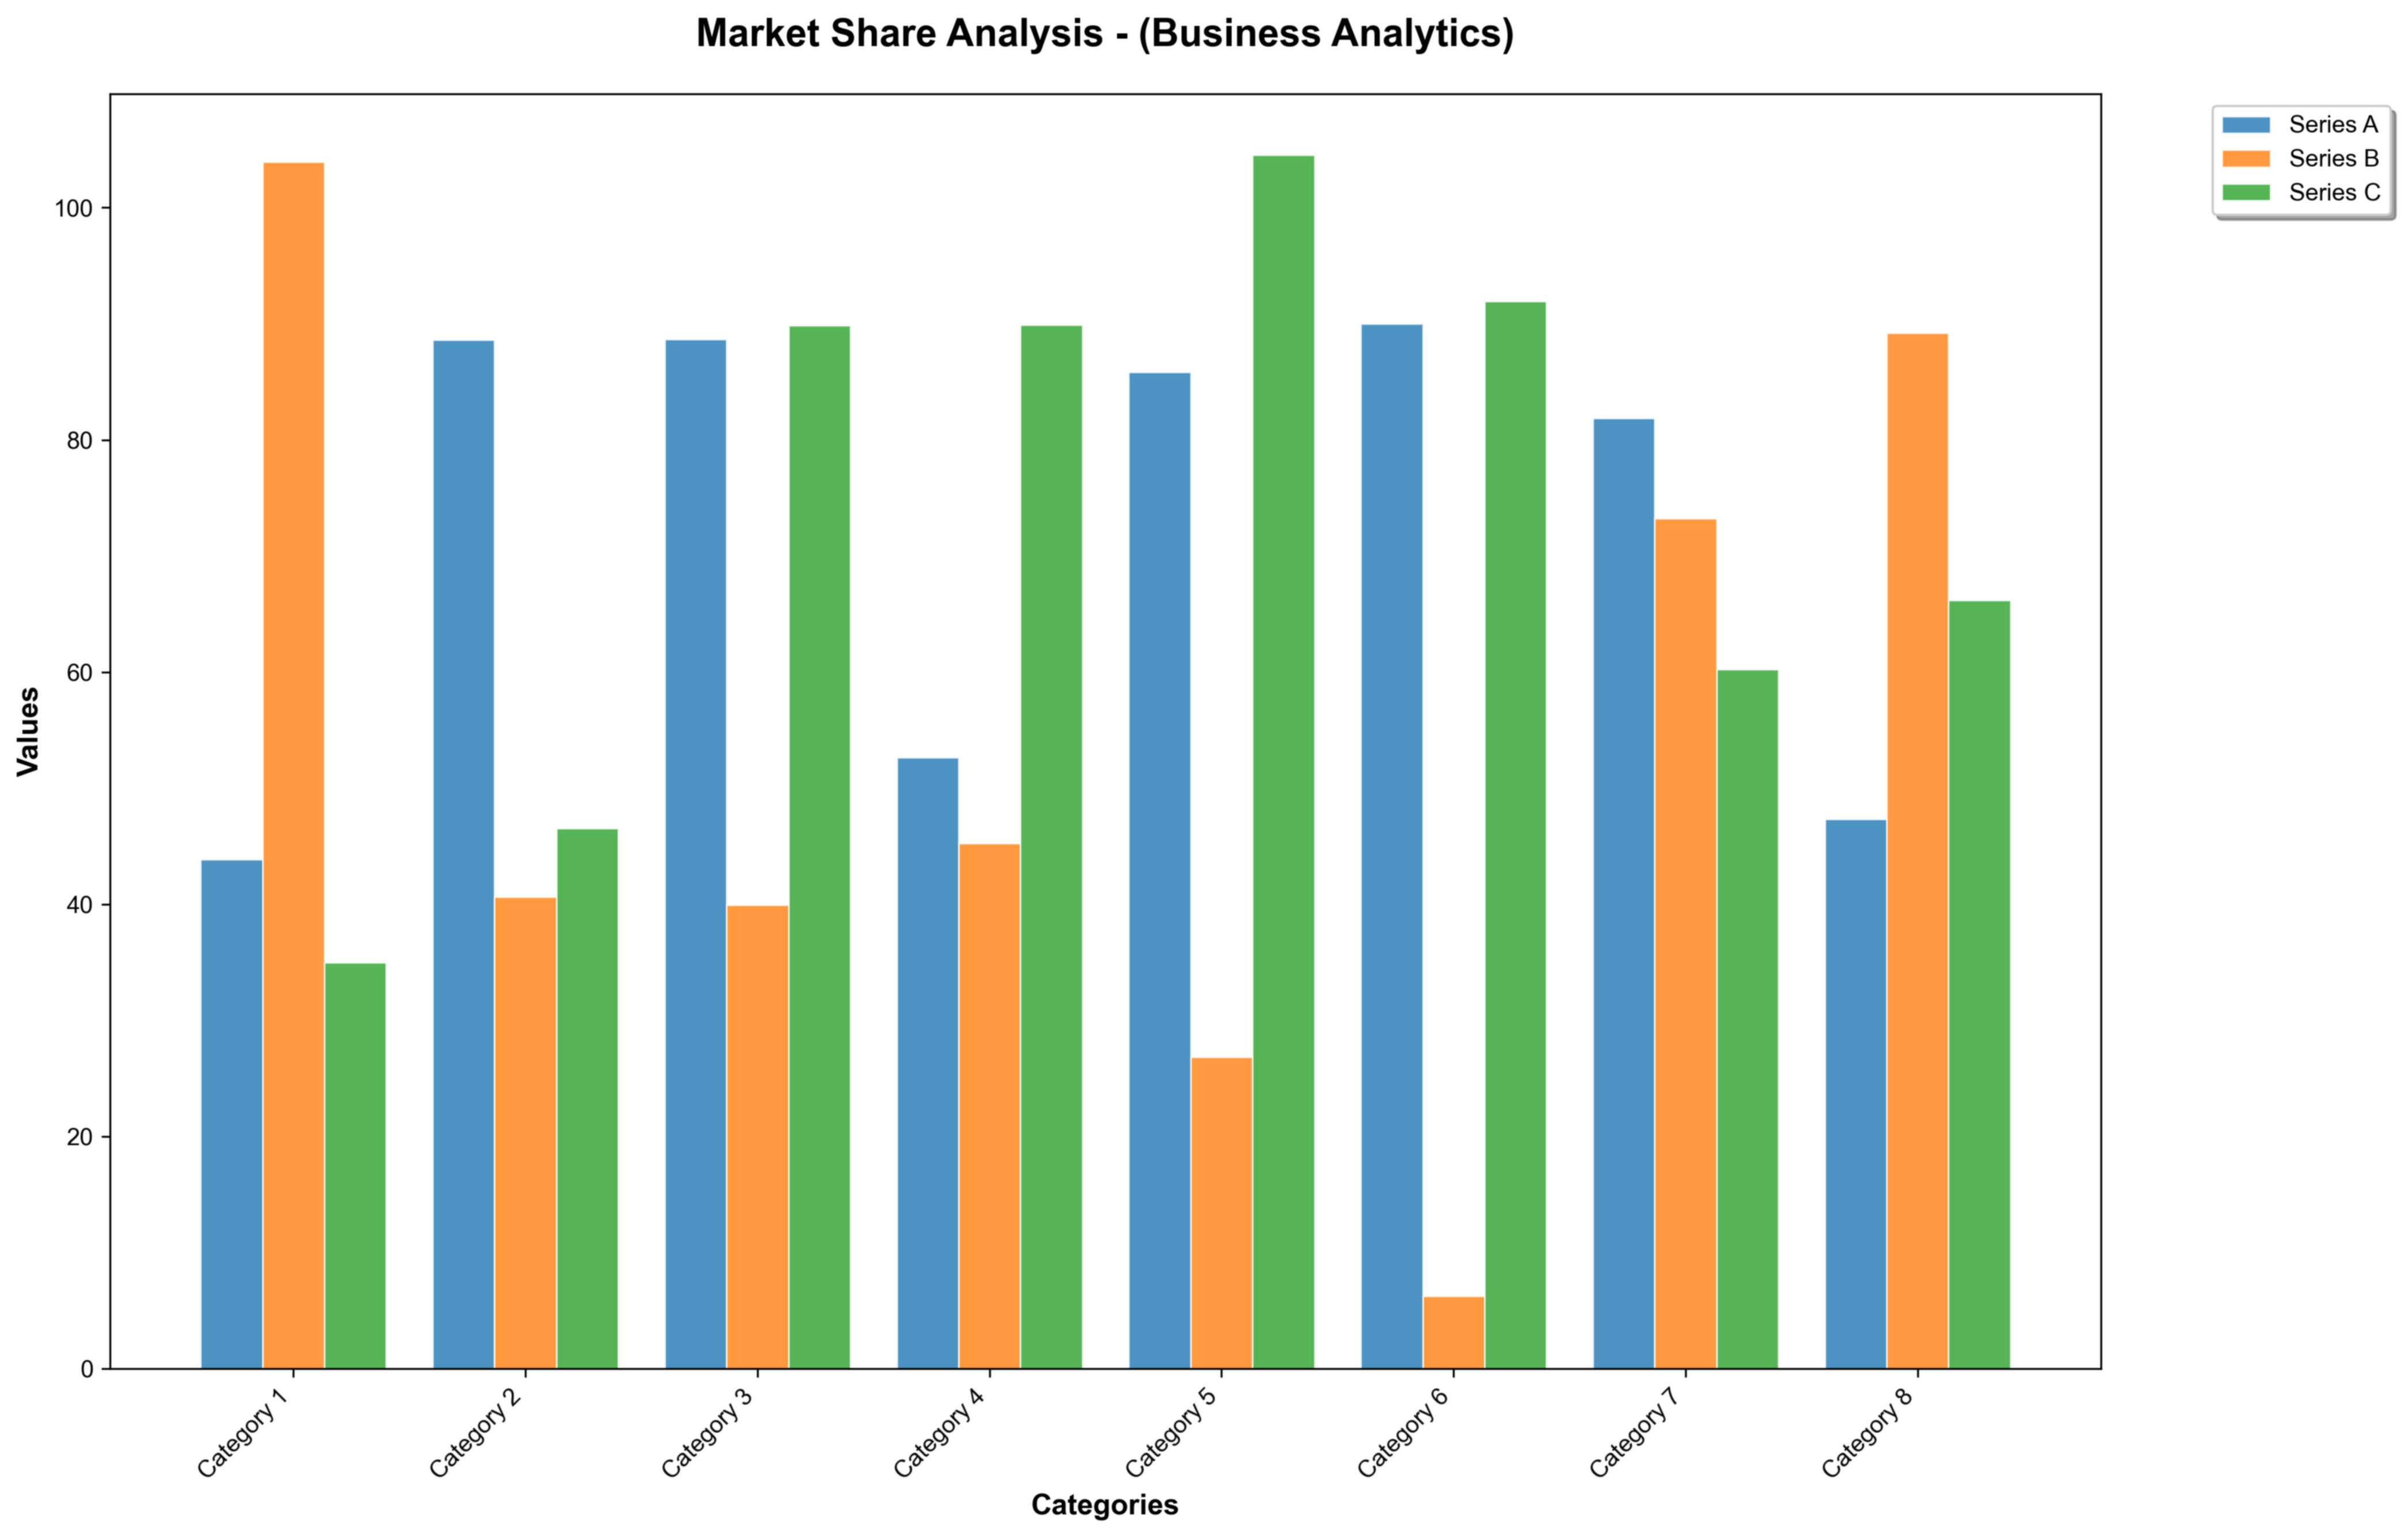 Market Share Analysis - (Business Analytics)
Series A
Series B
Series C
Values
100
80
60
40
20
0
Category 1
Category 2
Category 3
Category 4
Category 5
Category 6
Category 7
Category 8
Categories